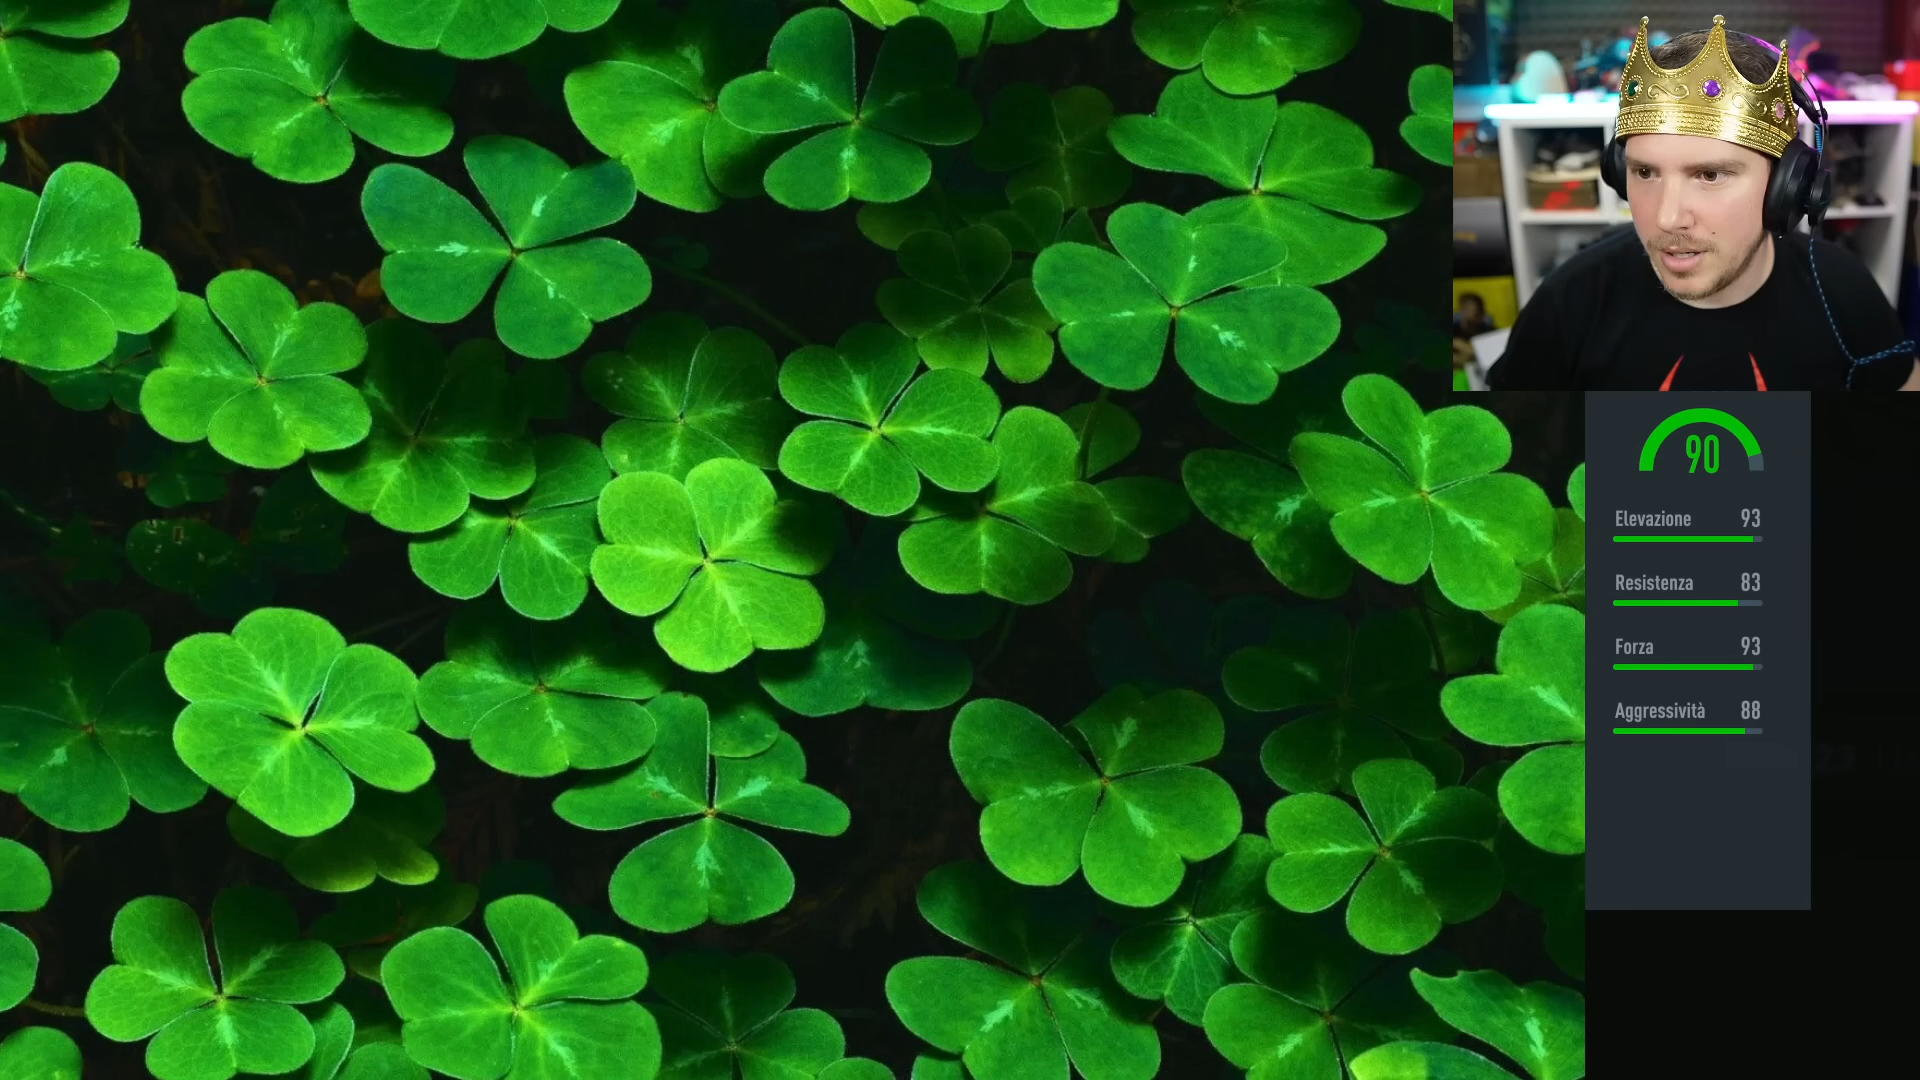 90
Elevazione 93
Resistenza 83
Forza 93
Aggressività 88